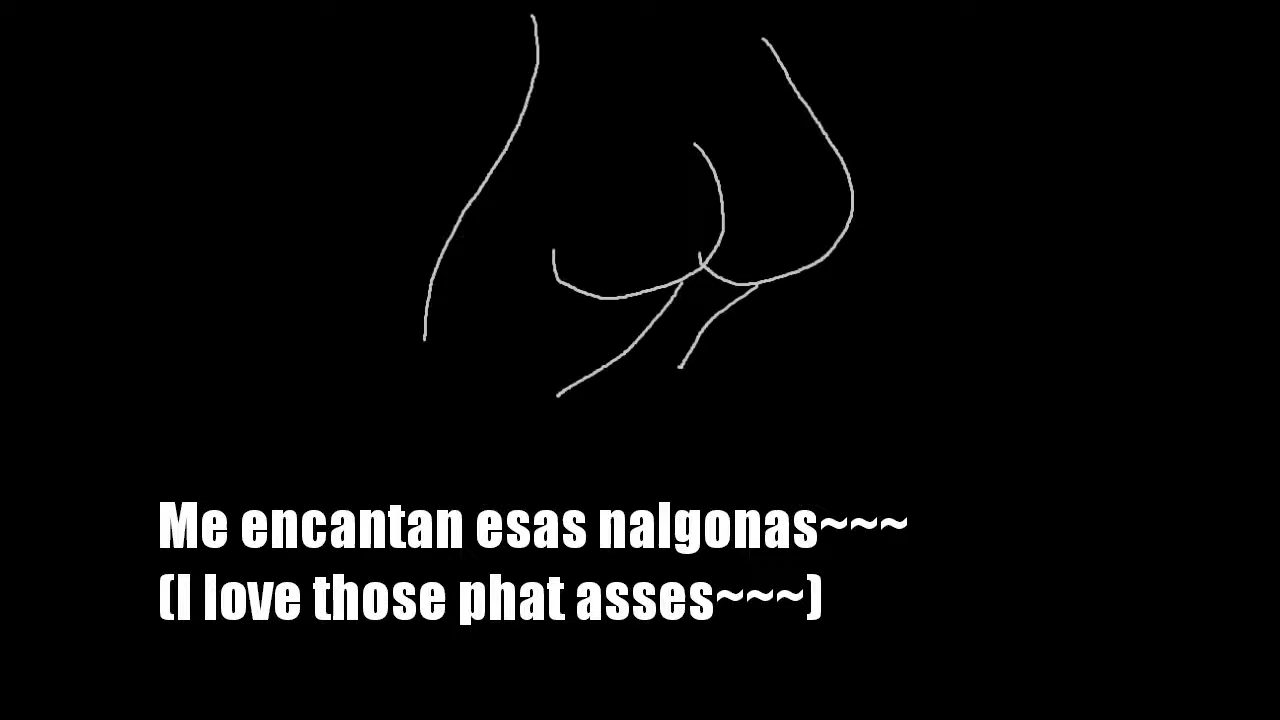 Me encantan esas nalgonas~~~
(I love those phat asses~~~)